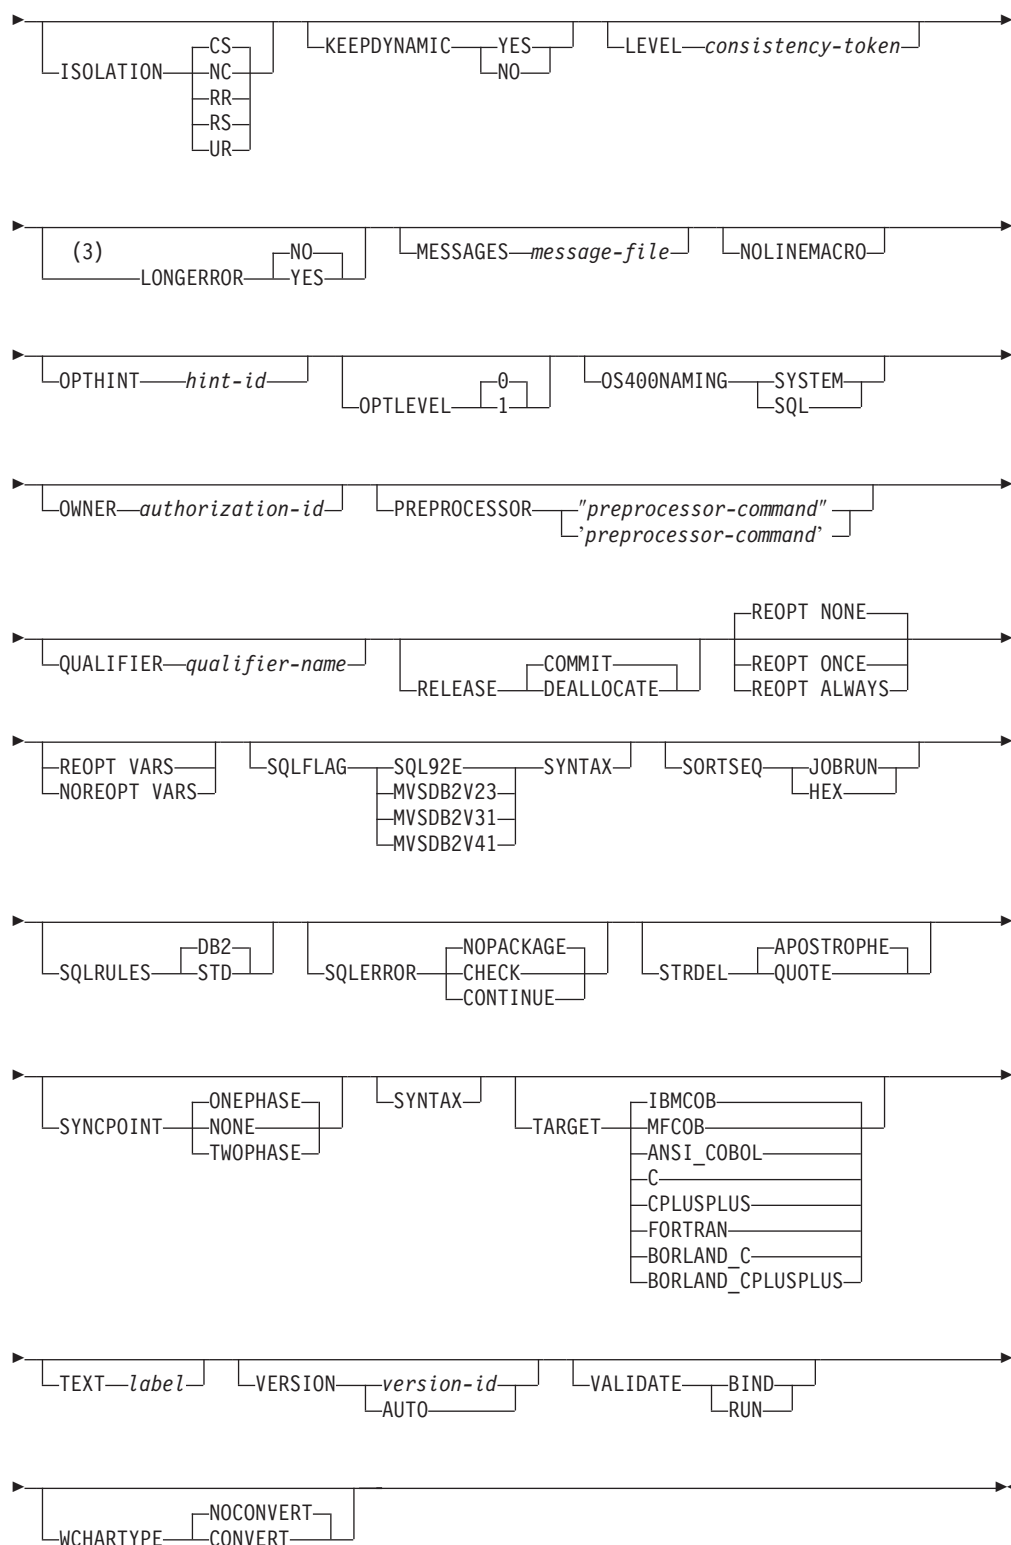 CS KEEPDYNAMIC YES LEVEL consistency-token
ISOLATION NC NO
RR
RS
UR
(3) NO MESSAGES message-file NOLINEMACRO
LONGERROR YES
OPTHINT hint-id 0 OS400NAMING SYSTEM
OPTLEVEL 1 SQL
OWNER authorization-id PREPROCESSOR "preprocessor-command"
'preprocessor-command'
REOPT NONE
QUALIFIER qualifier-name COMMIT REOPT ONCE
RELEASE DEALLOCATE REOPT ALWAYS
REOPT VARS SQLFLAG SQL92E SYNTAX SORTSEQ JOBRUN
NOREOPT VARS MVSDB2V23 HEX
MVSDB2V31
MVSDB2V41
DB2 NOPACKAGE APOSTROPHE
SQLRULES STD SQLERROR CHECK STRDEL QUOTE
CONTINUE
ONEPHASE SYNTAX IBMCOB
SYNCPOINT NONE TARGET MFCOB
TWOPHASE ANSI_COBOL
C
CPLUSPLUS
FORTRAN
BORLAND_C
BORLAND_CPLUSPLUS
TEXT label VERSION version-id VALIDATE BIND
AUTO RUN
NOCONVERT
WCHARTYPE CONVERT